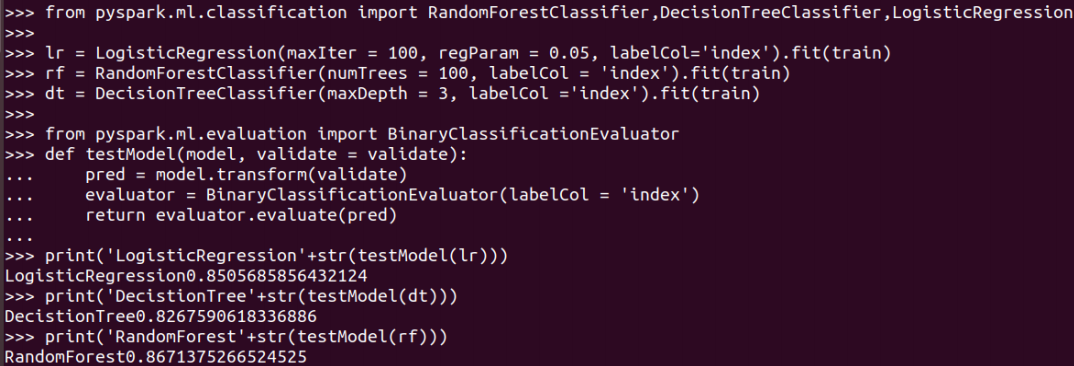 >>> from pyspark.ml.classification import RandomForestClassifier,DecisionTreeClassifier,LogisticRegression
>>>
>>> lr = LogisticRegression(maxIter = 100, regParam = 0.05, labelCol='index').fit(train)
>>> rf = RandomForestClassifier(numTrees = 100, labelCol = 'index').fit(train)
>>> dt = DecisionTreeClassifier(maxDepth = 3, labelCol ='index').fit(train)
>>>
>>> from pyspark.ml.evaluation import BinaryClassificationEvaluator
>>> def testModel(model, validate = validate):
...     pred = model.transform(validate)
...     evaluator = BinaryClassificationEvaluator(labelCol = 'index')
...     return evaluator.evaluate(pred)
...
>>> print('LogisticRegression'+str(testModel(lr)))
LogisticRegression0.8505685856432124
>>> print('DecistionTree'+str(testModel(dt)))
DecistionTree0.8267590618336886
>>> print('RandomForest'+str(testModel(rf)))
RandomForest0.8671375266524525